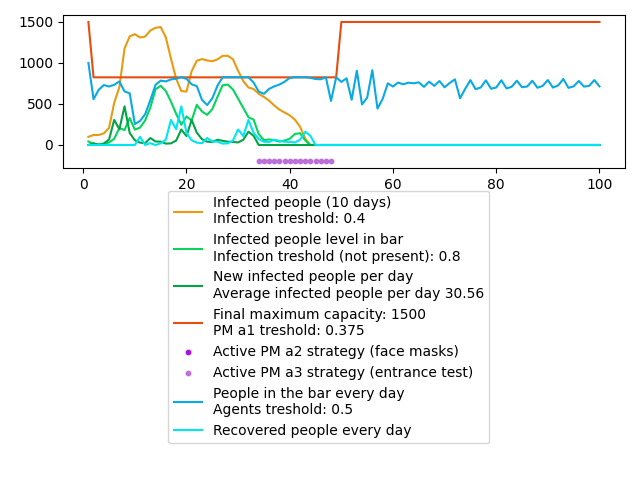 1500
1000
500
0
0 20 40 60 80 100
Infected people (10 days)
Infection treshold: 0.4
Infected people level in bar
Infection treshold (not present): 0.8
New infected people per day
Average infected people per day 30.56
Final maximum capacity: 1500
PM a1 treshold: 0.375
Active PM a2 strategy (face masks)
Active PM a3 strategy (entrance test)
People in the bar every day
Agents treshold: 0.5
Recovered people every day